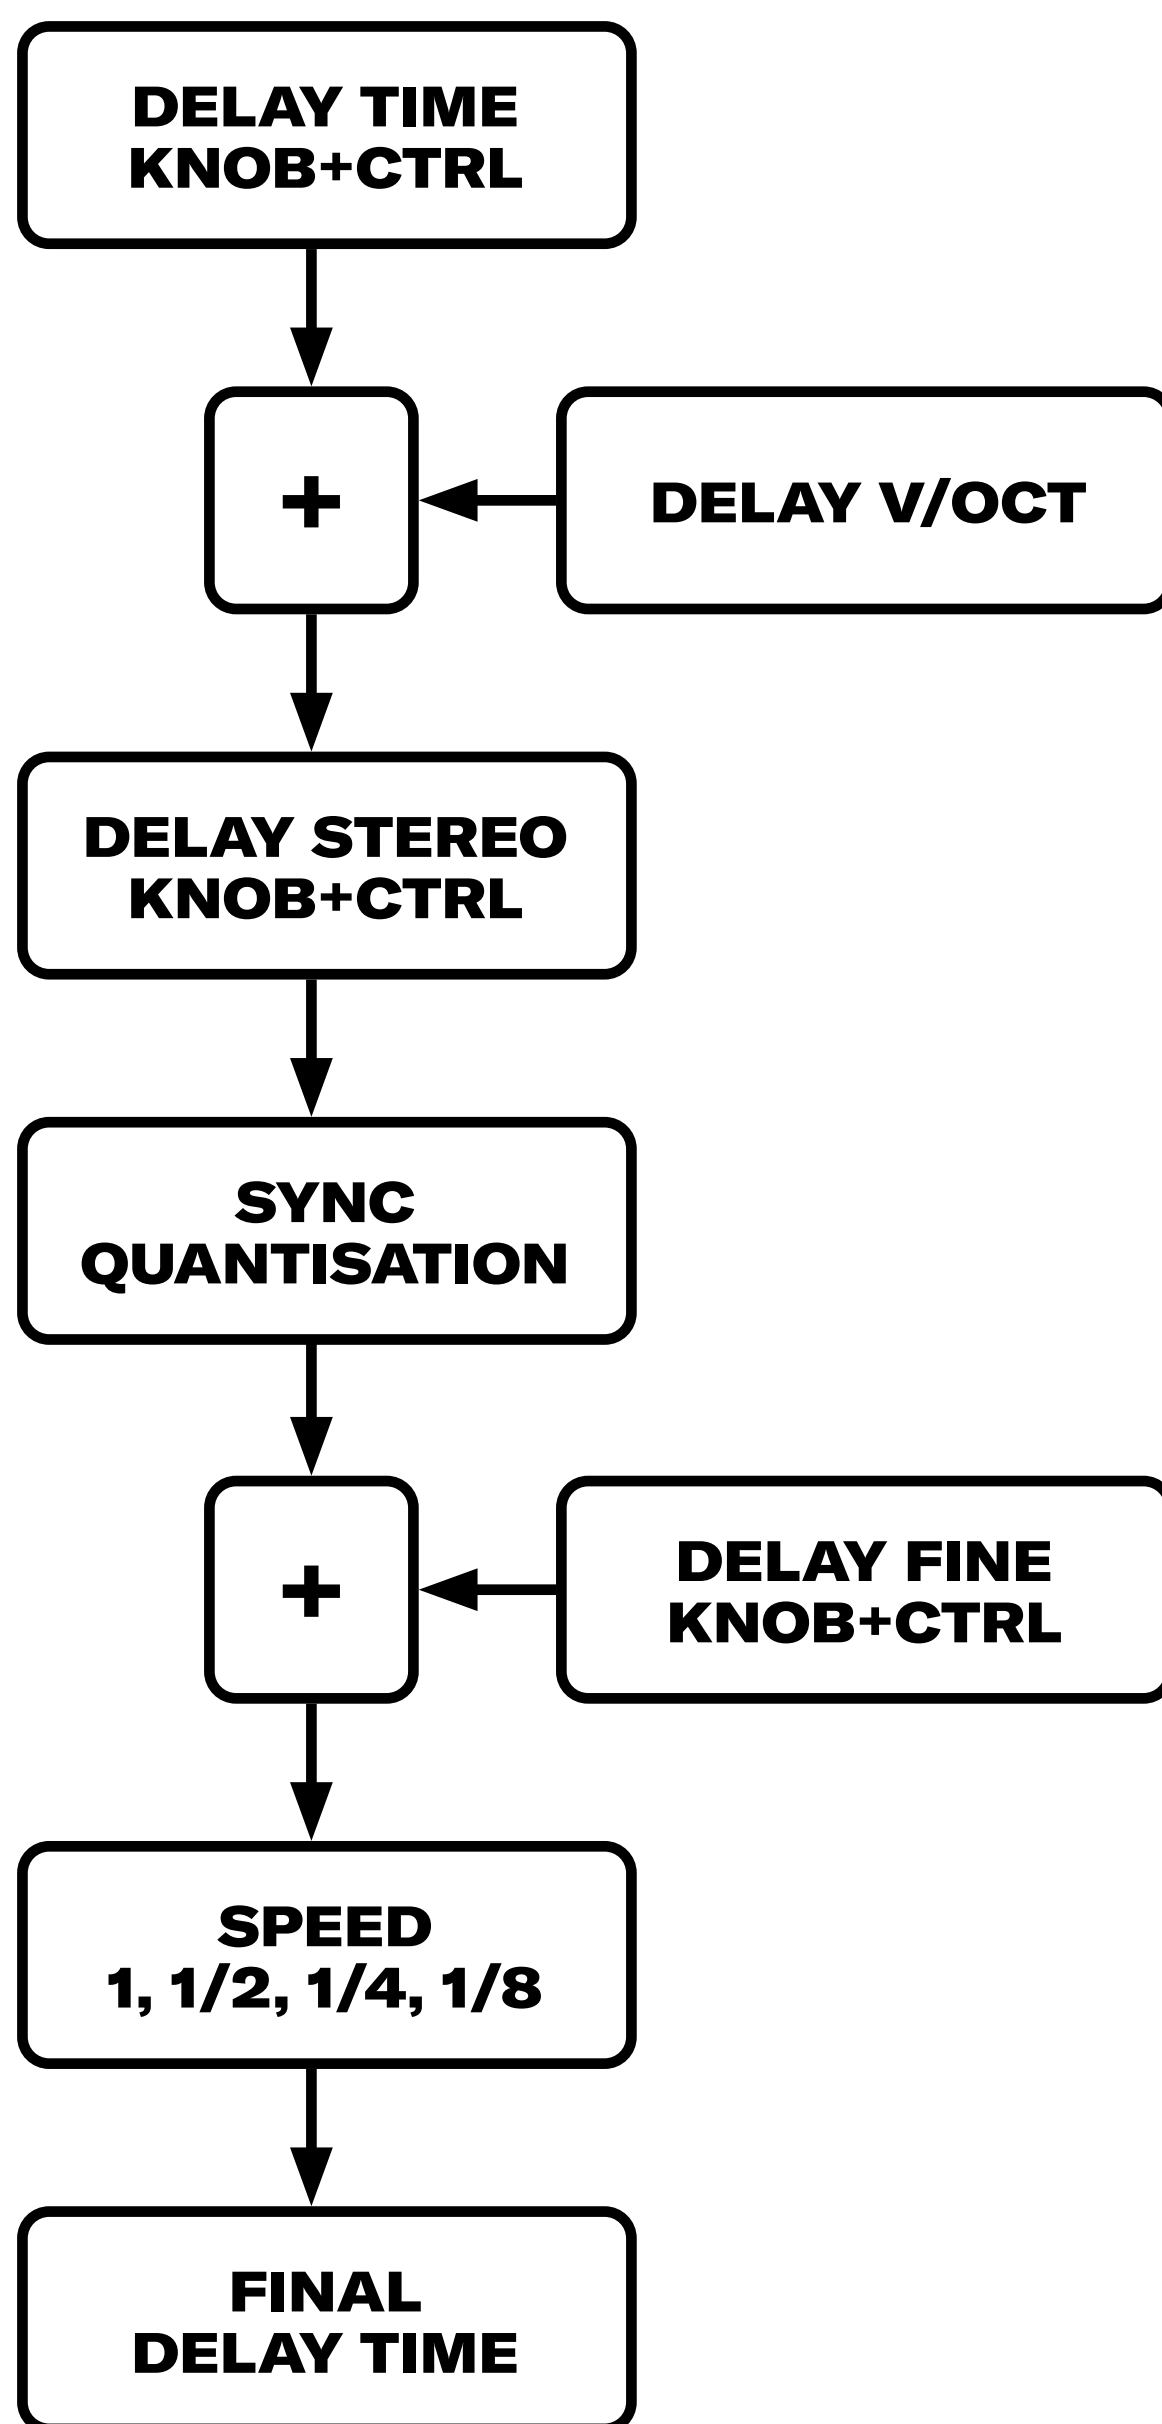 DELAY TIME
KNOB+CTRL
+
DELAY V/OCT
DELAY STEREO
KNOB+CTRL
SYNC
QUANTISATION
+
DELAY FINE
KNOB+CTRL
SPEED
1, 1/2, 1/4, 1/8
FINAL
DELAY TIME